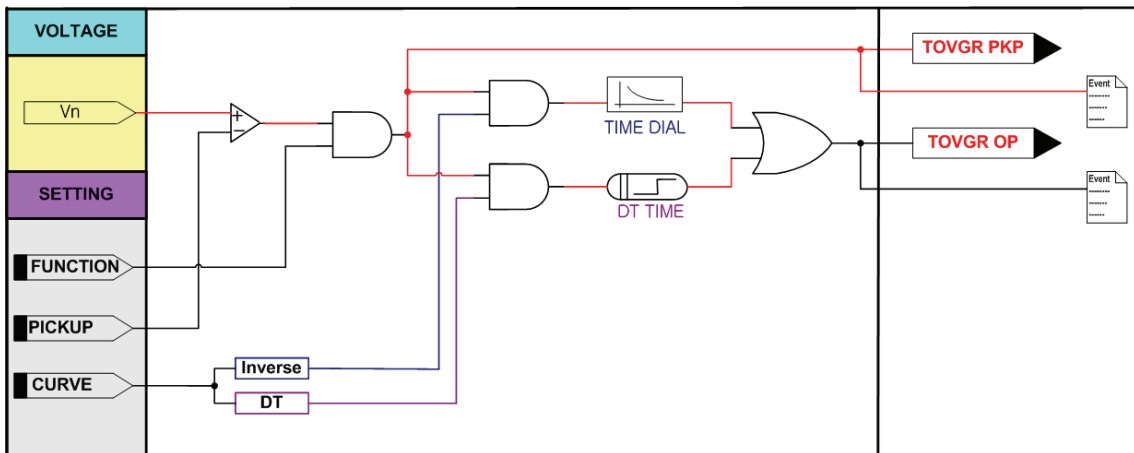 VOLTAGE
Vn
+
−
SETTING
FUNCTION
PICKUP
CURVE
Inverse
DT
TIME DIAL
DT TIME
TOVGR PKP
Event
TOVGR OP
Event